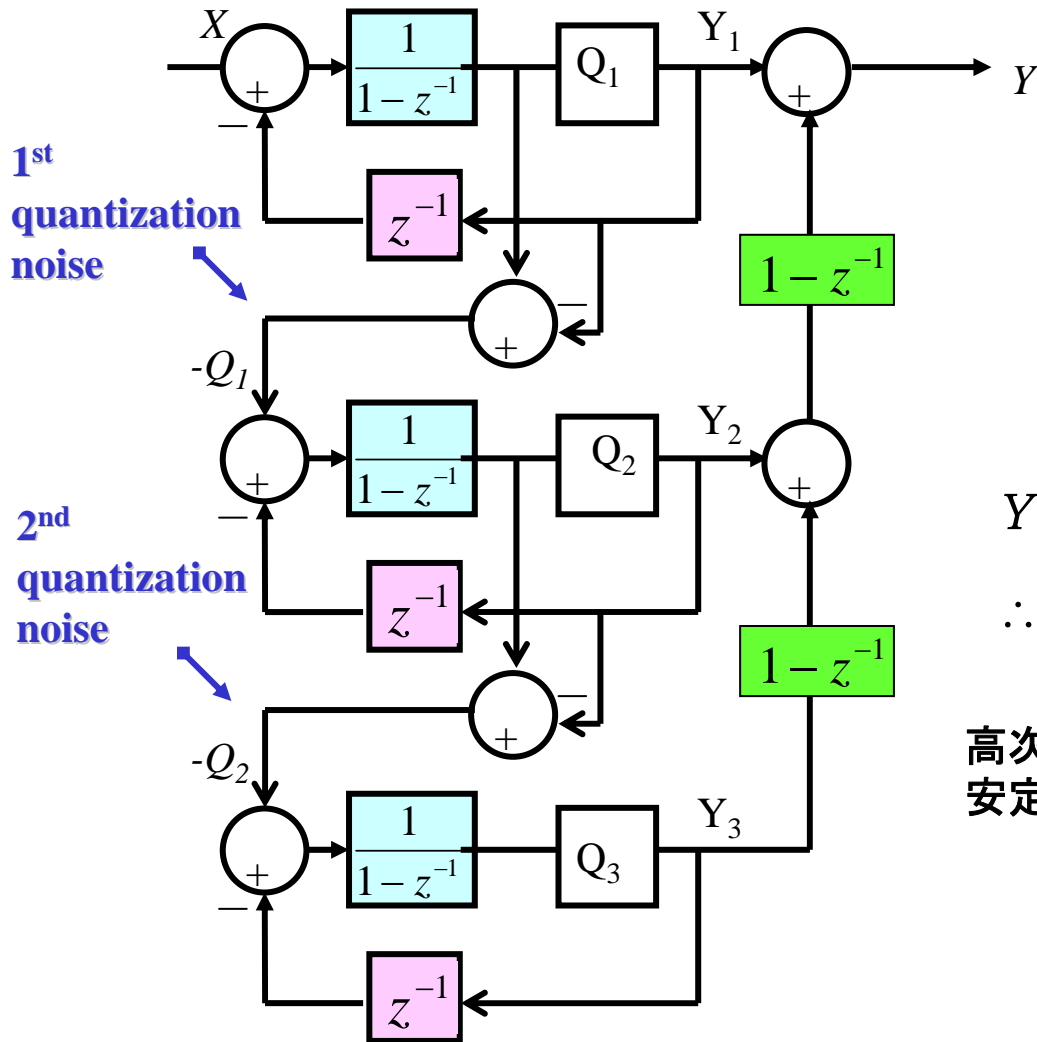 X
1
1 − z⁻¹
Q₁
Y₁
Y
+
−
+
1st
quantization
noise
z⁻¹
1 − z⁻¹
−
+
-Q₁
1
1 − z⁻¹
Q₂
Y₂
+
−
+
2nd
quantization
noise
Y
∴
z⁻¹
1 − z⁻¹
−
+
高次
安定
-Q₂
1
1 − z⁻¹
Q₃
Y₃
+
−
z⁻¹